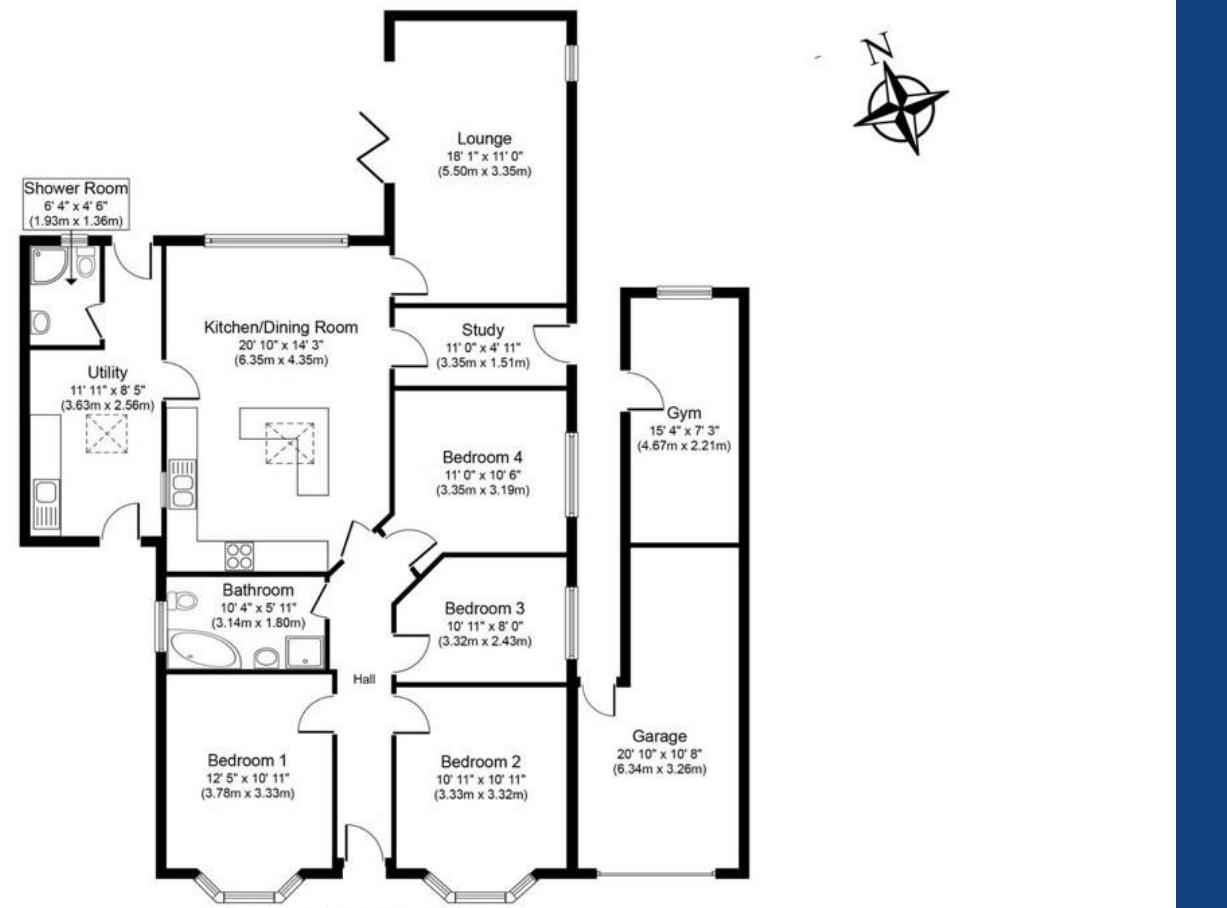 N
Lounge
18' 1" x 11' 0"
(5.50m x 3.35m)
Shower Room
6' 4" x 4' 6"
(1.93m x 1.36m)
Kitchen/Dining Room
20' 10" x 14' 3"
(6.35m x 4.35m)
Study
11' 0" x 4' 11"
(3.35m x 1.51m)
Utility
11' 11" x 8' 5"
(3.63m x 2.56m)
Gym
15' 4" x 7' 3"
(4.67m x 2.21m)
Bedroom 4
11' 0" x 10' 6"
(3.35m x 3.19m)
Bathroom
10' 4" x 5' 11"
(3.14m x 1.80m)
Bedroom 3
10' 11" x 8' 0"
(3.32m x 2.43m)
Hall
Garage
20' 10" x 10' 8"
(6.34m x 3.26m)
Bedroom 1
12' 5" x 10' 11"
(3.78m x 3.33m)
Bedroom 2
10' 11" x 10' 11"
(3.33m x 3.32m)